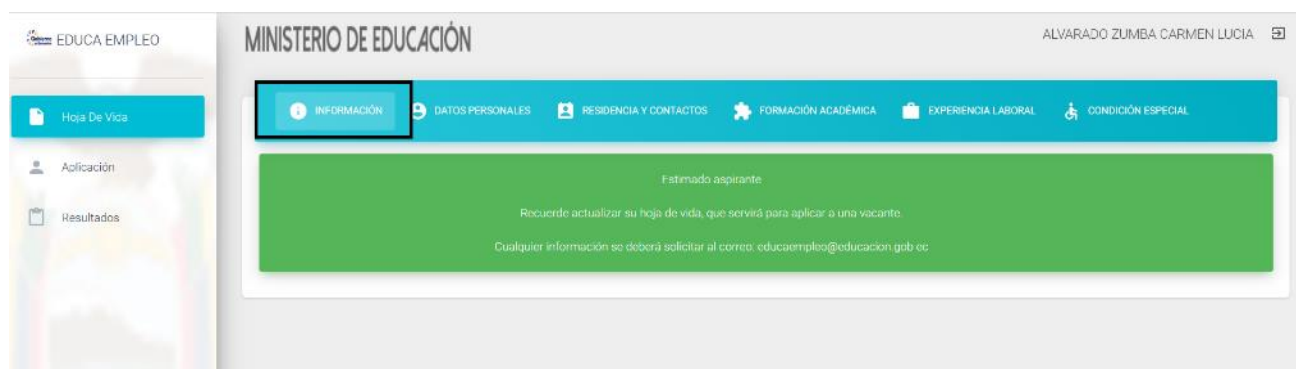 EDUCA EMPLEO
MINISTERIO DE EDUCACIÓN
ALVARADO ZUMBA CARMEN LUCIA
INFORMACIÓN
DATOS PERSONALES
RESIDENCIA Y CONTACTOS
FORMACIÓN ACADÉMICA
EXPERIENCIA LABORAL
CONDICIÓN ESPECIAL
Hoja De Vida
Aplicación
Resultados
Estimado aspirante
Recuerde actualizar su hoja de vida, que servirá para aplicar a una vacante.
Cualquier información se deberá solicitar al correo: educaempleo@educacion.gob.ec